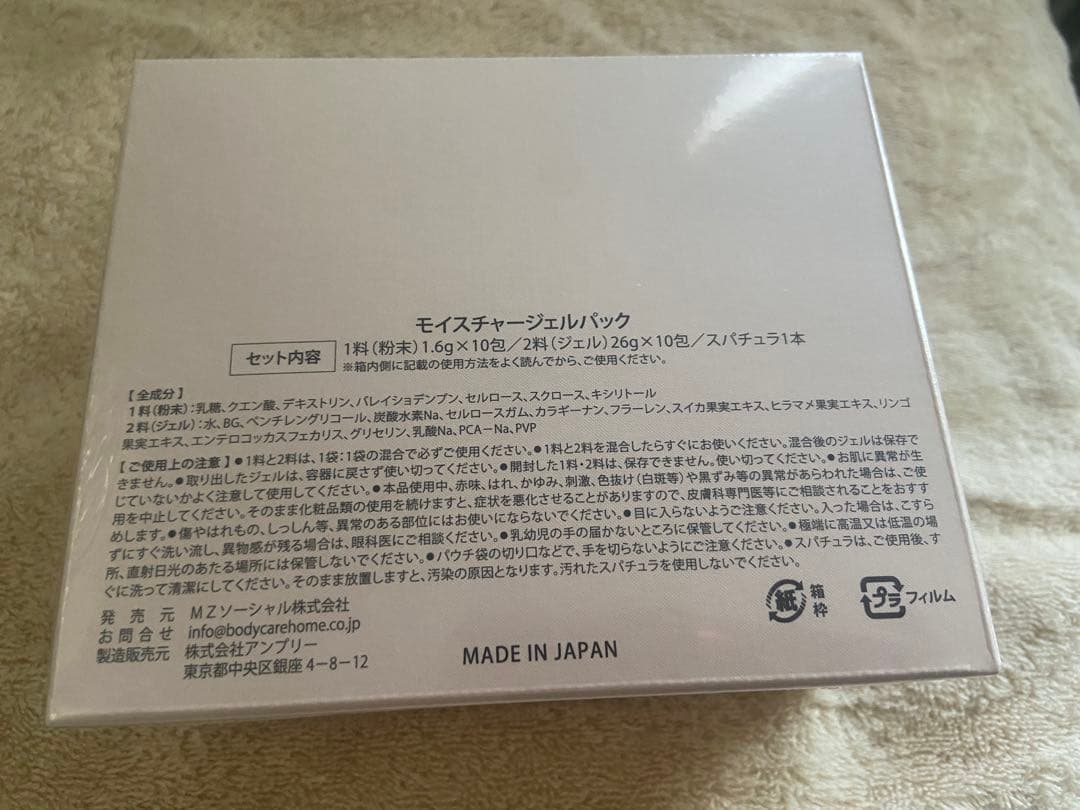 モイスチャージェルパック
セット内容
1料（粉末）1.6g×10包／2料（ジェル）26g×10包／スパチュラ1本
※箱内側に記載の使用方法をよく読んでから、ご使用ください。
【全成分】
1料（粉末）：乳糖、クエン酸、デキストリン、バレイショデンプン、セルロース、スクロース、キシリトール
2料（ジェル）：水、BG、ペンチレングリコール、炭酸水素Na、セルロースガム、カラギーナン、フラーレン、スイカ果実エキス、ヒラマメ果実エキス、リンゴ
果実エキス、エンテロコッカスフェカリス、グリセリン、乳酸Na、PCA－Na、PVP
【ご使用上の注意】●1料と2料は、1袋：1袋の混合で必ずご使用ください。●1料と2料を混合したらすぐにお使いください。混合後のジェルは保存で
きません。●取り出したジェルは、容器に戻さず使い切ってください。●開封した1料・2料は、保存できません。使い切ってください。●お肌に異常が生
じていないかよく注意して使用してください。●本品使用中、赤味、はれ、かゆみ、刺激、色抜け（白斑等）や黒ずみ等の異常があらわれた場合は、ご使
用を中止してください。そのまま化粧品類の使用を続けますと、症状を悪化させることがありますので、皮膚科専門医等にご相談されることをおすす
めします。●傷やはれもの、しっしん等、異常のある部位にはお使いにならないでください。●目に入らないようご注意ください。入った場合は、こすら
ずにすぐ洗い流し、異物感が残る場合は、眼科医にご相談ください。●乳幼児の手の届かないところに保管してください。●極端に高温又は低温の場
所、直射日光のあたる場所には保管しないでください。●パウチ袋の切り口などで、手を切らないようにご注意ください。●スパチュラは、ご使用後、す
ぐに洗って清潔にしてください。そのまま放置しますと、汚染の原因となります。汚れたスパチュラを使用しないでください。
発売元 MZソーシャル株式会社
お問合せ info@bodycarehome.co.jp
製造販売元 株式会社アンブリー
東京都中央区銀座4－8－12
MADE IN JAPAN
紙 箱
枠
プラ フィルム